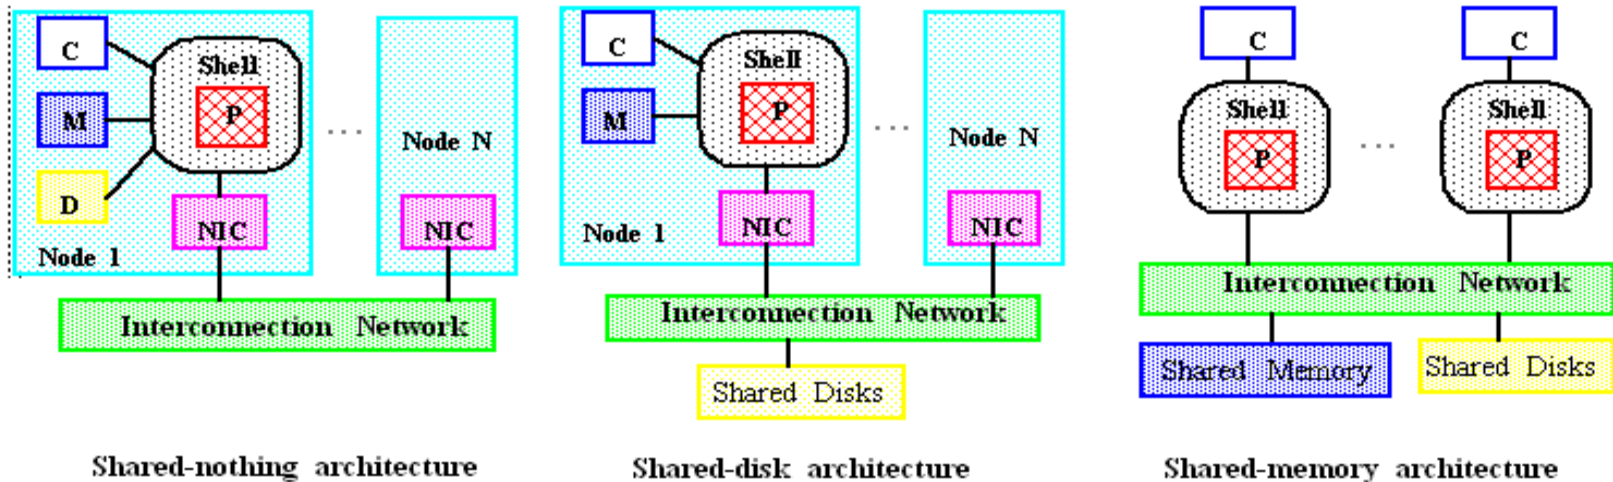 C
Shell
M
P
D
NIC
Node 1
...
Node N
NIC
Interconnection Network
Shared-nothing architecture
C
Shell
M
P
NIC
Node 1
...
Node N
NIC
Interconnection Network
Shared Disks
Shared-disk architecture
C
Shell
P
...
C
Shell
P
Interconnection Network
Shared Memory
Shared Disks
Shared-memory architecture